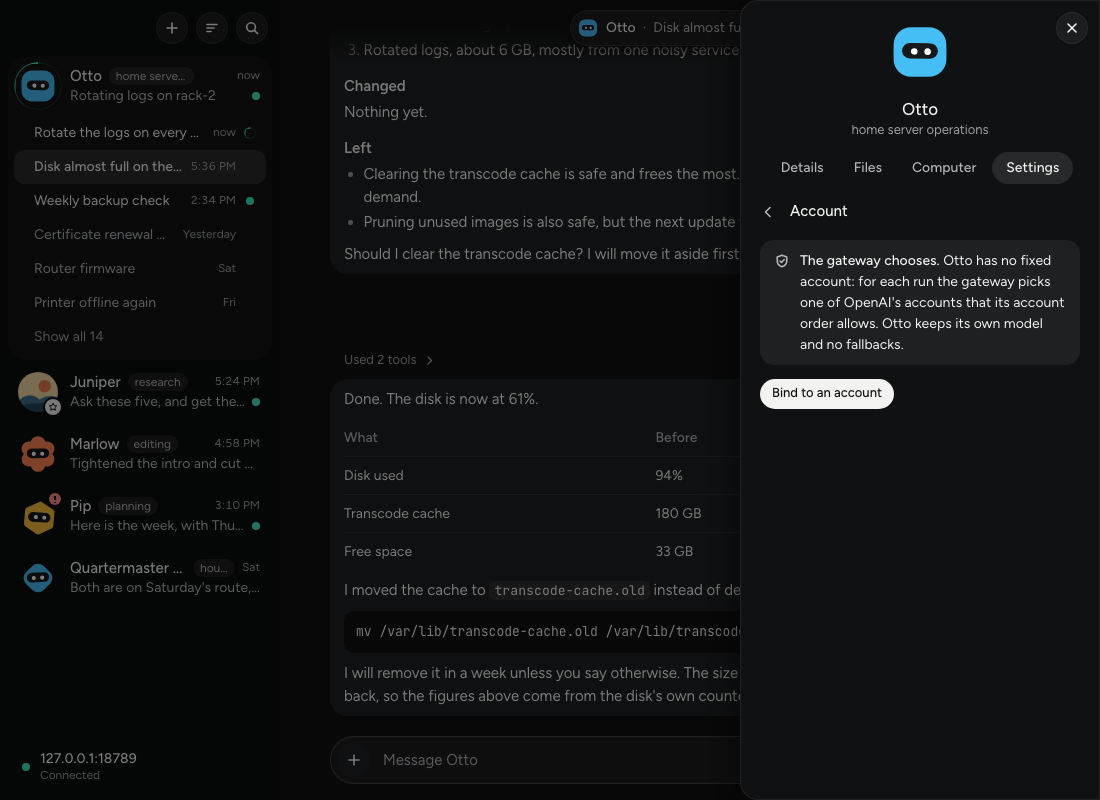 Otto
home serve...
now
Rotating logs on rack-2
Rotate the logs on every ...
now
Disk almost full on the...
5:36 PM
Weekly backup check
2:34 PM
Certificate renewal ...
Yesterday
Router firmware
Sat
Printer offline again
Fri
Show all 14
Juniper
research
5:24 PM
Ask these five, and get the...
Marlow
editing
4:58 PM
Tightened the intro and cut ...
Pip
planning
3:10 PM
Here is the week, with Thu...
Quartermaster ...
hou...
Sat
Both are on Saturday's route,...
127.0.0.1:18789
Connected
Otto · Disk almost fu
3. Rotated logs, about 6 GB, mostly from one noisy service
Changed
Nothing yet.
Left
• Clearing the transcode cache is safe and frees the most.
demand.
• Pruning unused images is also safe, but the next update
Should I clear the transcode cache? I will move it aside first
Used 2 tools
Done. The disk is now at 61%.
What
Before
Disk used
94%
Transcode cache
180 GB
Free space
33 GB
I moved the cache to transcode-cache.old instead of de
mv /var/lib/transcode-cache.old /var/lib/transcode
I will remove it in a week unless you say otherwise. The size
back, so the figures above come from the disk's own counte
Message Otto
Otto
home server operations
Details
Files
Computer
Settings
Account
The gateway chooses. Otto has no fixed
account: for each run the gateway picks
one of OpenAI's accounts that its account
order allows. Otto keeps its own model
and no fallbacks.
Bind to an account